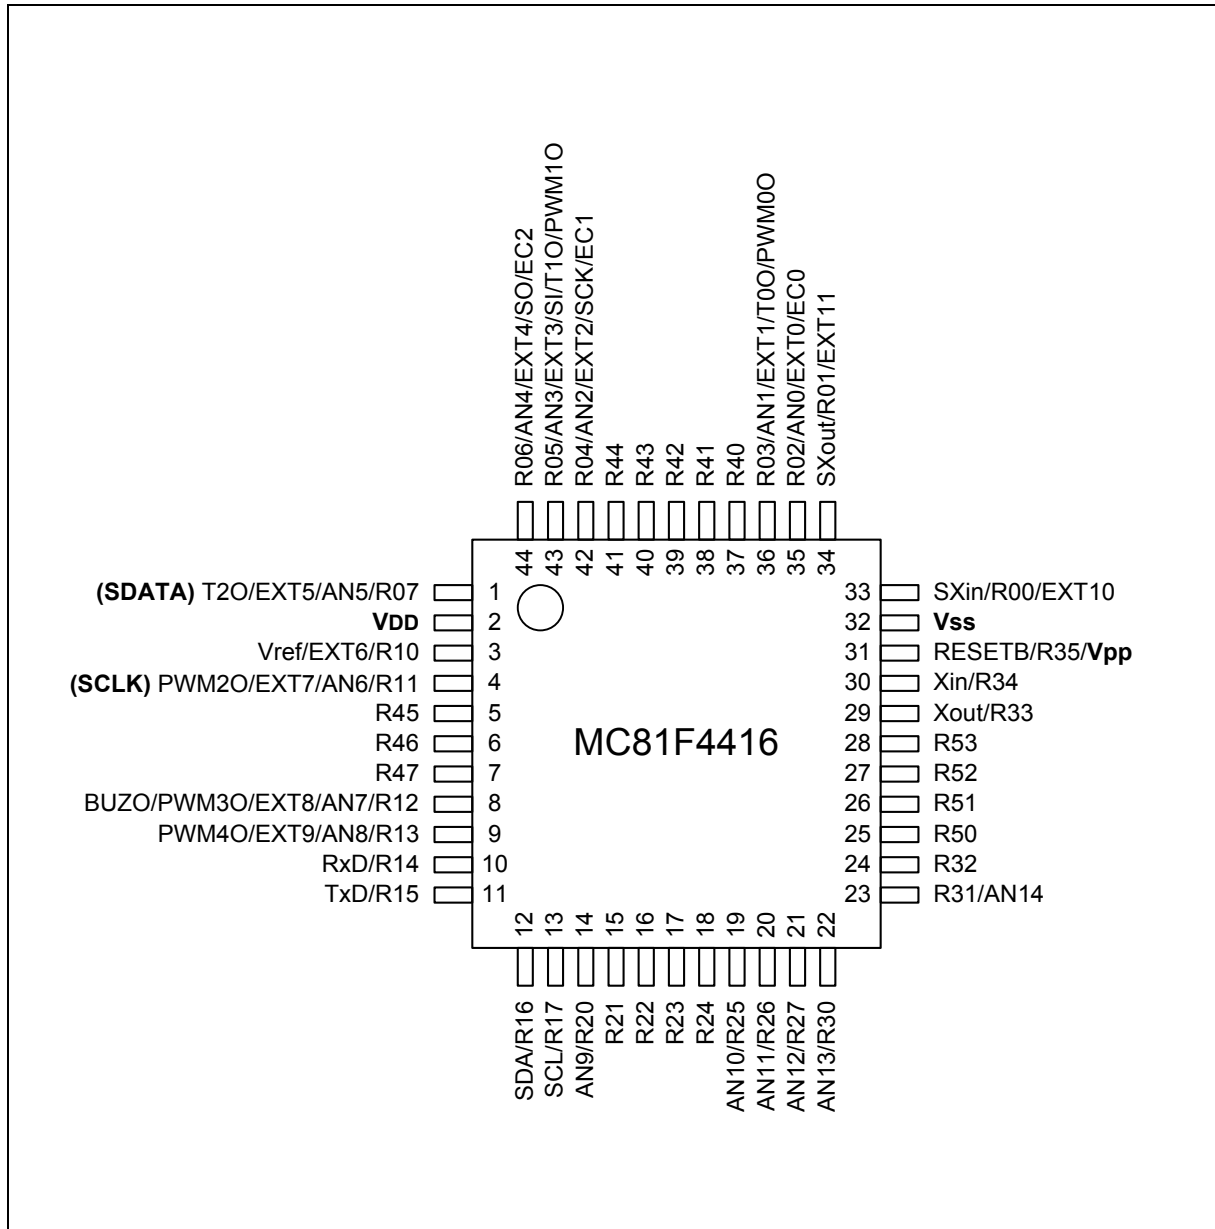 R06/AN4/EXT4/SO/EC2
R05/AN3/EXT3/SI/T1O/PWM1O
R04/AN2/EXT2/SCK/EC1
R44
R43
R42
R41
R40
R03/AN1/EXT1/T0O/PWM0O
R02/AN0/EXT0/EC0
SXout/R01/EXT11
44
43
42
41
40
39
38
37
36
35
34
(SDATA) T2O/EXT5/AN5/R07 1
VDD 2
Vref/EXT6/R10 3
(SCLK) PWM2O/EXT7/AN6/R11 4
R45 5
R46 6
R47 7
BUZO/PWM3O/EXT8/AN7/R12 8
PWM4O/EXT9/AN8/R13 9
RxD/R14 10
TxD/R15 11
MC81F4416
33 SXin/R00/EXT10
32 Vss
31 RESETB/R35/Vpp
30 Xin/R34
29 Xout/R33
28 R53
27 R52
26 R51
25 R50
24 R32
23 R31/AN14
12
13
14
15
16
17
18
19
20
21
22
SDA/R16
SCL/R17
AN9/R20
R21
R22
R23
R24
AN10/R25
AN11/R26
AN12/R27
AN13/R30